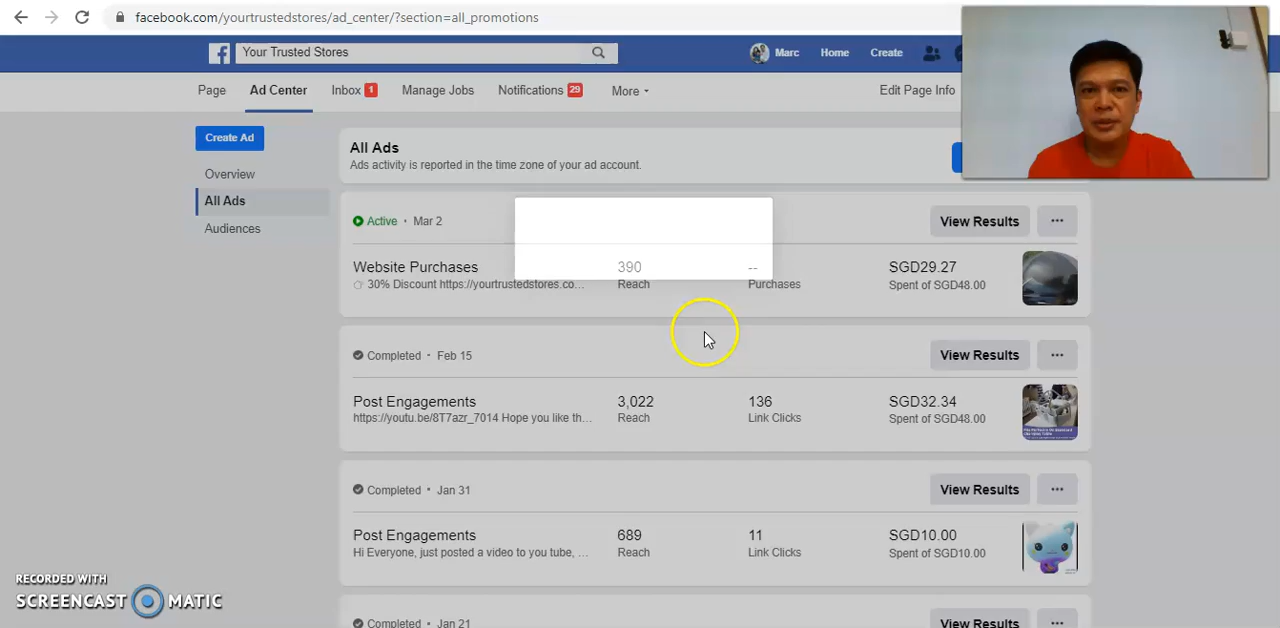 facebook.com/yourtrustedstores/ad_center/?section=all_promotions
Your Trusted Stores
Marc
Home
Create
Page
Ad Center
Inbox 1
Manage Jobs
Notifications 29
More
Edit Page Info
Create Ad
Overview
All Ads
Audiences
All Ads
Ads activity is reported in the time zone of your ad account.
Active • Mar 2
View Results
...
Website Purchases
390
--
SGD29.27
30% Discount https://yourtrustedstores.co...
Reach
Purchases
Spent of SGD48.00
Completed • Feb 15
View Results
...
Post Engagements
3,022
136
SGD32.34
https://youtu.be/8T7azr_7014 Hope you like th...
Reach
Link Clicks
Spent of SGD48.00
Completed • Jan 31
View Results
...
Post Engagements
689
11
SGD10.00
Hi Everyone, just posted a video to you tube, ...
Reach
Link Clicks
Spent of SGD10.00
Completed • Jan 21
View Results
...
RECORDED WITH
SCREENCAST MATIC